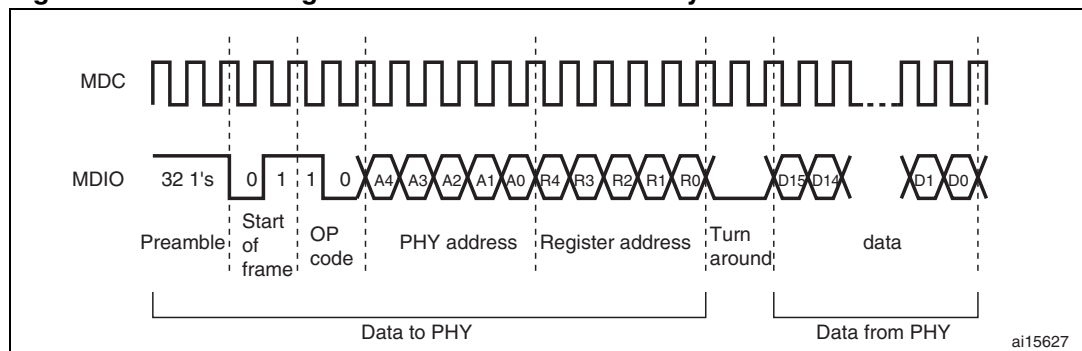 MDC
MDIO 32 1's 0 1 1 0 A4 A3 A2 A1 A0 R4 R3 R2 R1 R0 D15 D14 D1 D0
Preamble
Start
of
frame
OP
code
PHY address
Register address
Turn
around
data
Data to PHY
Data from PHY
ai15627